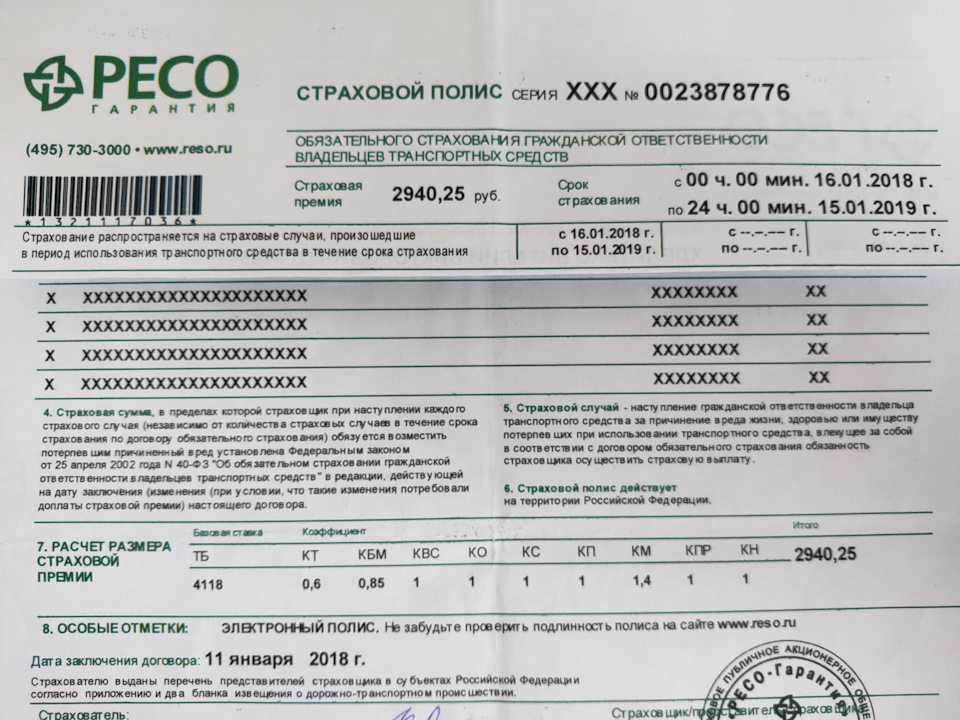 РЕСО
ГАРАНТИЯ
СТРАХОВОЙ ПОЛИС СЕРИЯ XXX № 0023878776
(495) 730-3000 • www.reso.ru
ОБЯЗАТЕЛЬНОГО СТРАХОВАНИЯ ГРАЖДАНСКОЙ ОТВЕТСТВЕННОСТИ
ВЛАДЕЛЬЦЕВ ТРАНСПОРТНЫХ СРЕДСТВ
Страховая
премия
2940,25 руб.
Срок
страхования
с 00 ч. 00 мин. 16.01.2018 г.
по 24 ч. 00 мин. 15.01.2019 г.
*1321117036*
Страхование распространяется на страховые случаи, произошедшие
в период использования транспортного средства в течение срока страхования
с 16.01.2018 г.
по 15.01.2019 г.
с --.--.-- г.
по --.--.-- г.
с --.--.-- г.
по --.--.-- г.
X XXXXXXXXXXXXXXXXXXXXXX XXXXXXXX XX
X XXXXXXXXXXXXXXXXXXXXXX XXXXXXXX XX
X XXXXXXXXXXXXXXXXXXXXXX XXXXXXXX XX
X XXXXXXXXXXXXXXXXXXXXXX XXXXXXXX XX
4. Страховая сумма, в пределах которой страховщик при наступлении каждого
страхового случая (независимо от количества страховых случаев в течение срока
страхования по договору обязательного страхования) обязуется возместить
потерпевшим причиненный вред установлена Федеральным законом
от 25 апреля 2002 года N 40-ФЗ "Об обязательном страховании гражданской
ответственности владельцев транспортных средств" в редакции, действующей
на дату заключения (изменения (при условии, что такие изменения потребовали
доплаты страховой премии) настоящего договора.
5. Страховой случай - наступление гражданской ответственности владельца
транспортного средства за причинение вреда жизни, здоровью или имуществу
потерпевших при использовании транспортного средства, влекущее за собой
в соответствии с договором обязательного страхования обязанность
страховщика осуществить страховую выплату.
6. Страховой полис действует
на территории Российской Федерации.
7. РАСЧЕТ РАЗМЕРА
СТРАХОВОЙ
ПРЕМИИ
Базовая ставка Коэффициент Итого
ТБ КТ КБМ КВС КО КС КП КМ КПР КН 2940,25
4118 0,6 0,85 1 1 1 1 1,4 1 1
8. ОСОБЫЕ ОТМЕТКИ: ЭЛЕКТРОННЫЙ ПОЛИС. Не забудьте проверить подлинность полиса на сайте www.reso.ru
Дата заключения договора: 11 января 2018 г.
Страхователю выданы перечень представителей страховщика в субъектах Российской Федерации
согласно приложению и два бланка извещения о дорожно-транспортном происшествии.
Страхователь:
Страховщик/представитель страховщика:
ПУБЛИЧНОЕ АКЦИОНЕРНОЕ
РЕСО-Гарантия